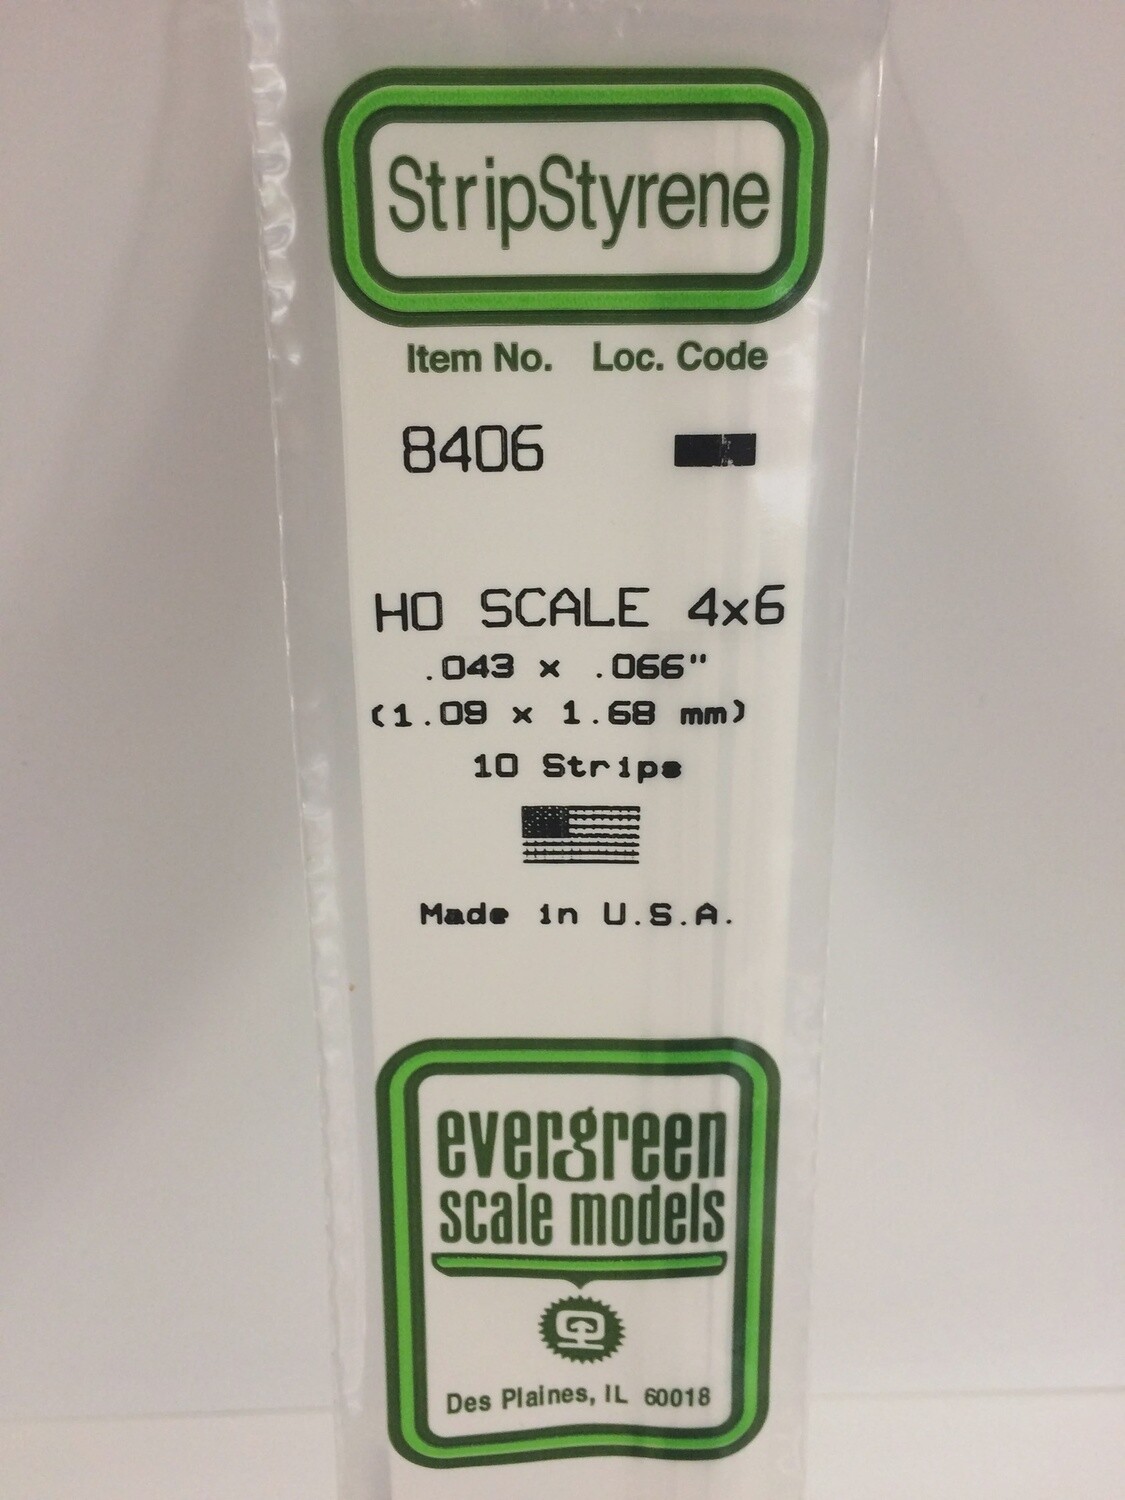 StripStyrene
Item No. Loc. Code
8406
HO SCALE 4x6
.043 x .066"
(1.09 x 1.68 mm)
10 Strips
Made in U.S.A.
evergreen
scale models
Des Plaines, IL 60018